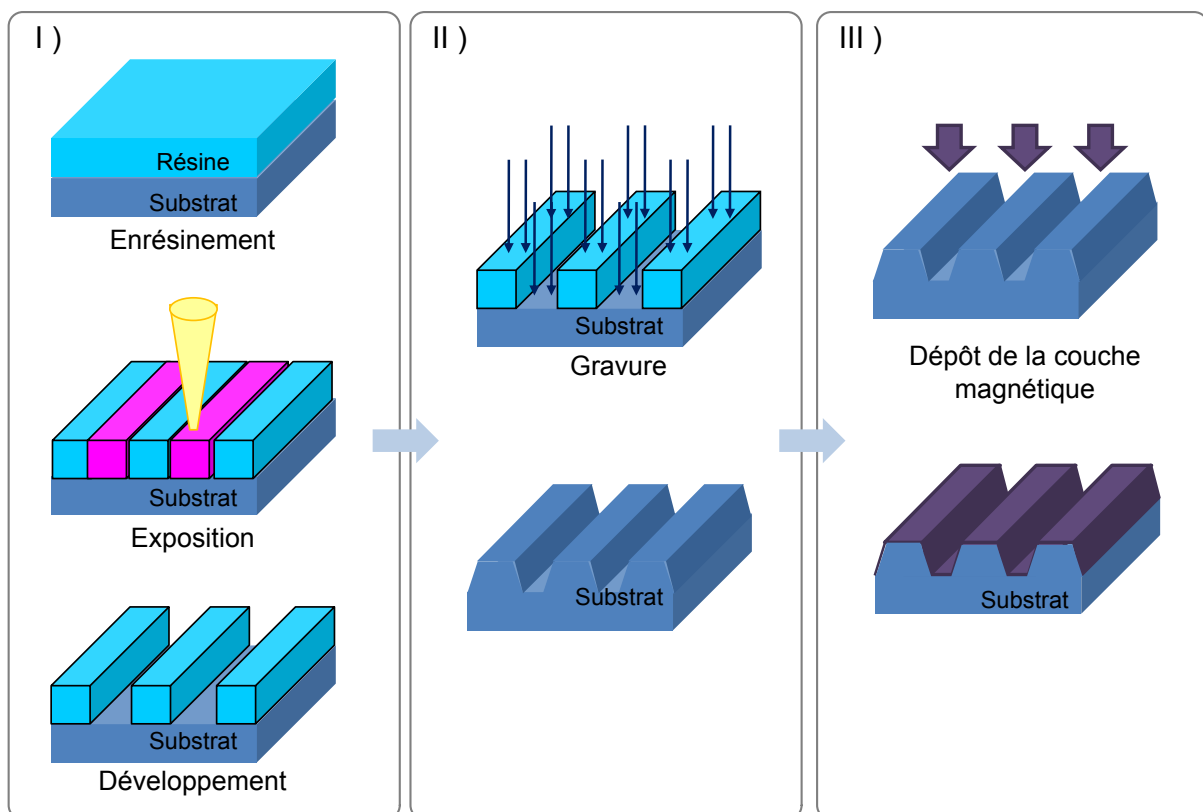 I )
Résine
Substrat
Enrésinement
Substrat
Exposition
Substrat
Développement
II )
Substrat
Gravure
Substrat
III )
Dépôt de la couche
magnétique
Substrat